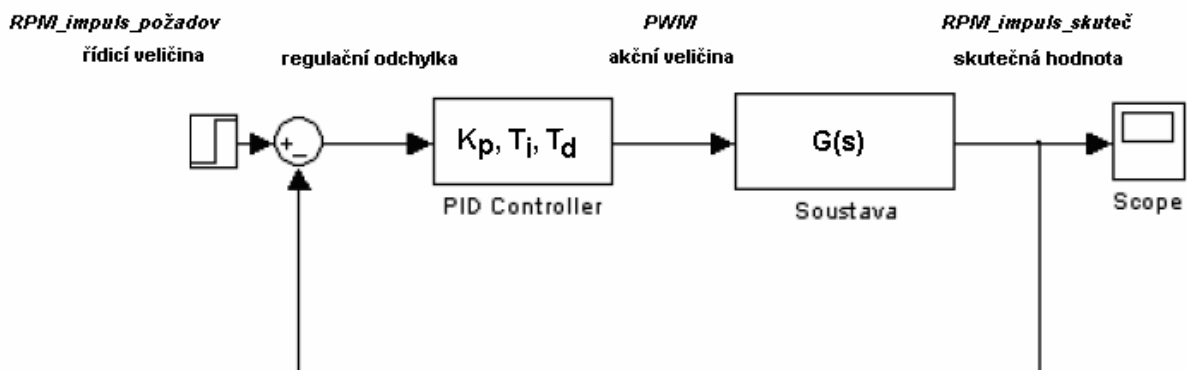 RPM_impuls_požadov
řídicí veličina
regulační odchylka
PWM
akční veličina
RPM_impuls_skuteč
skutečná hodnota
+
−
Kp, Ti, Td
PID Controller
G(s)
Soustava
Scope